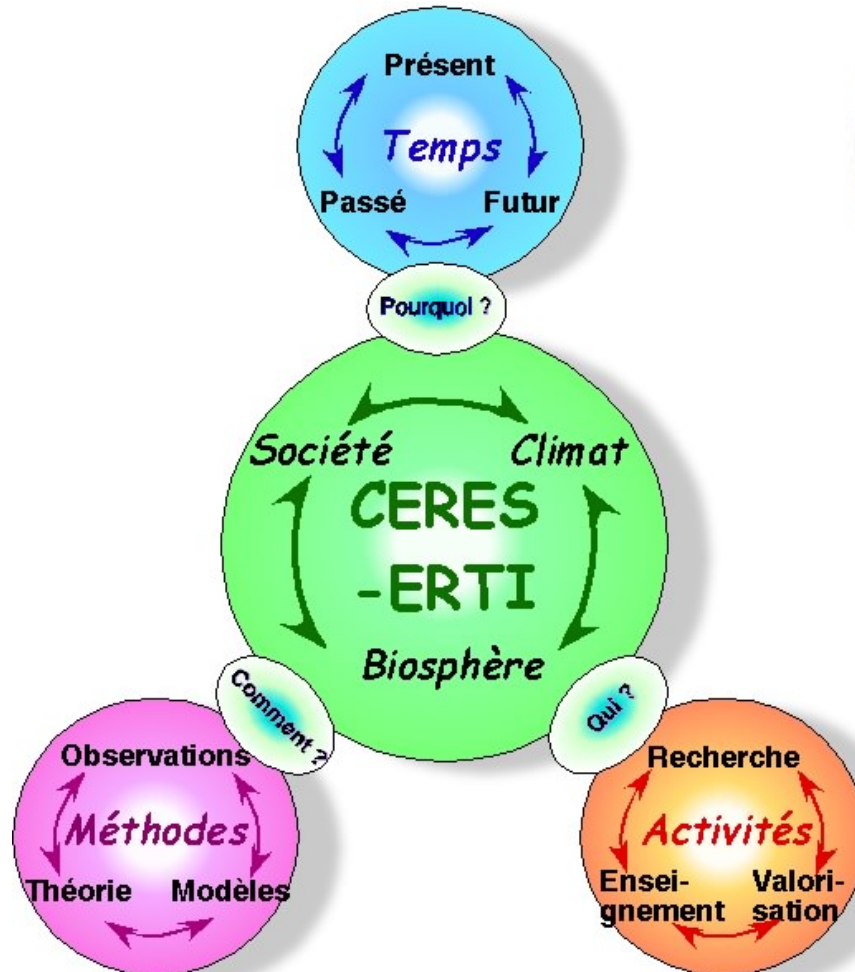 Présent
Temps
Passé Futur
Pourquoi ?
Société Climat
CERES
-ERTI
Biosphère
Comment ? Qui ?
Observations Recherche
Méthodes Activités
Théorie Modèles Ensei- Valori-
gnement sation